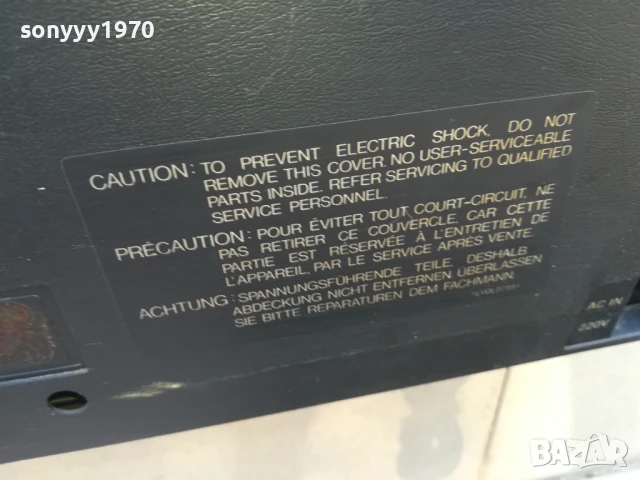 sonyyy1970
CAUTION: TO PREVENT ELECTRIC SHOCK, DO NOT
REMOVE THIS COVER. NO USER-SERVICEABLE
PARTS INSIDE. REFER SERVICING TO QUALIFIED
SERVICE PERSONNEL.
PRÉCAUTION: POUR ÉVITER TOUT COURT-CIRCUIT, NE
PAS RETIRER CE COUVERCLE. CAR CETTE
PARTIE EST RÉSERVÉE À L'ENTRETIEN DE
L'APPAREIL, PAR LE SERVICE APRÈS VENTE.
ACHTUNG: SPANNUNGSFÜHRENDE TEILE, DESHALB
ABDECKUNG NICHT ENTFERNEN. ÜBERLASSEN
SIE BITTE REPARATUREN DEM FACHMANN.
AC IN
220V
BAZAR